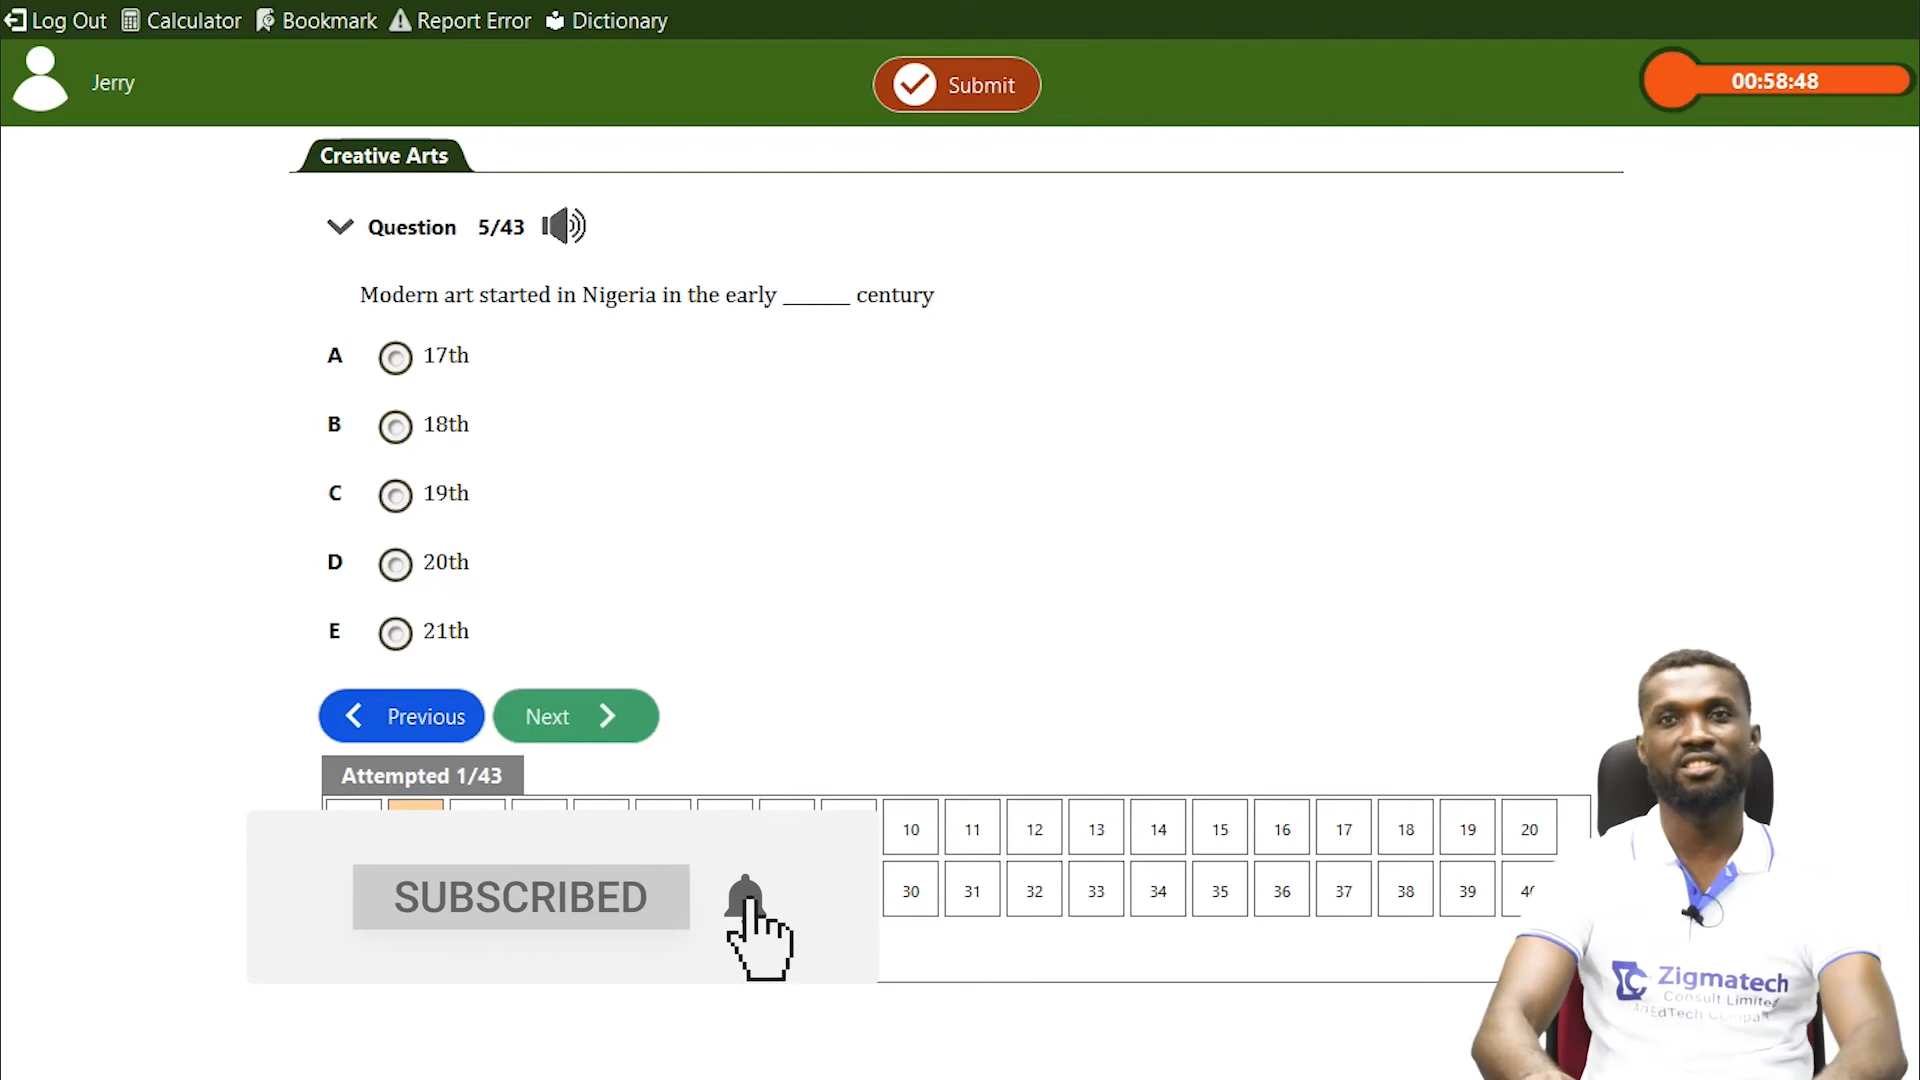 Log Out Calculator Bookmark Report Error Dictionary
Jerry
Submit
00:58:48
Creative Arts
Question 5/43
Modern art started in Nigeria in the early ______ century
A 17th
B 18th
C 19th
D 20th
E 21th
Previous Next
Attempted 1/43
10 11 12 13 14 15 16 17 18 19 20
30 31 32 33 34 35 36 37 38 39
SUBSCRIBED
Zigmatech
Consult Limited
EdTech